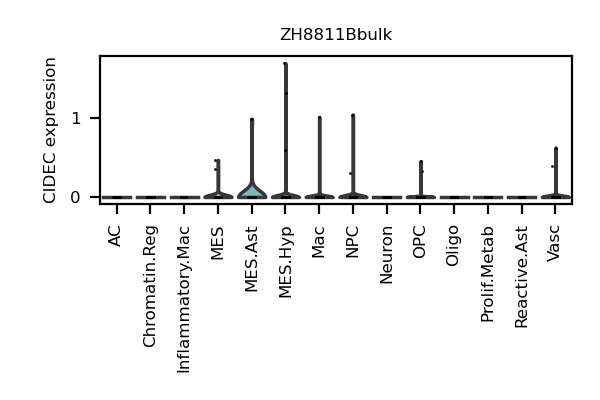 ZH8811Bbulk
CIDEC expression
1
0
AC
Chromatin.Reg
Inflammatory.Mac
MES
MES.Ast
MES.Hyp
Mac
NPC
Neuron
OPC
Oligo
Prolif.Metab
Reactive.Ast
Vasc